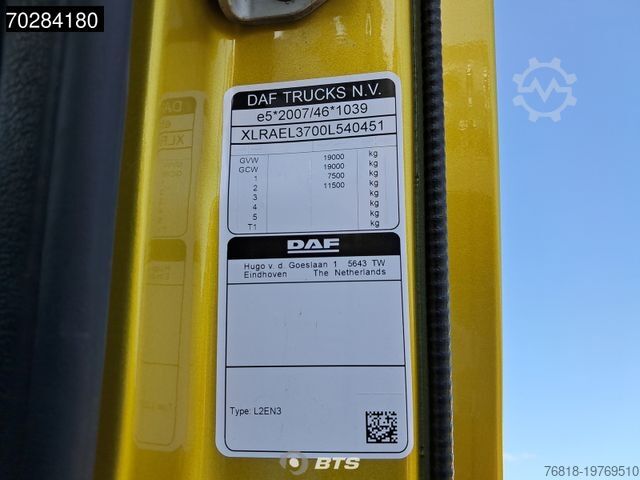 70284180
DAF TRUCKS N.V.
e5*2007/46*1039
XLRAEL3700L540451
GVW 19000 kg
GCW 19000 kg
1 7500 kg
2 11500 kg
3 kg
4 kg
5 kg
T1 kg
DAF
Hugo v. d. Goeslaan 1 5643 TW
Eindhoven The Netherlands
Type: L2EN3
BTS
76818-19769510